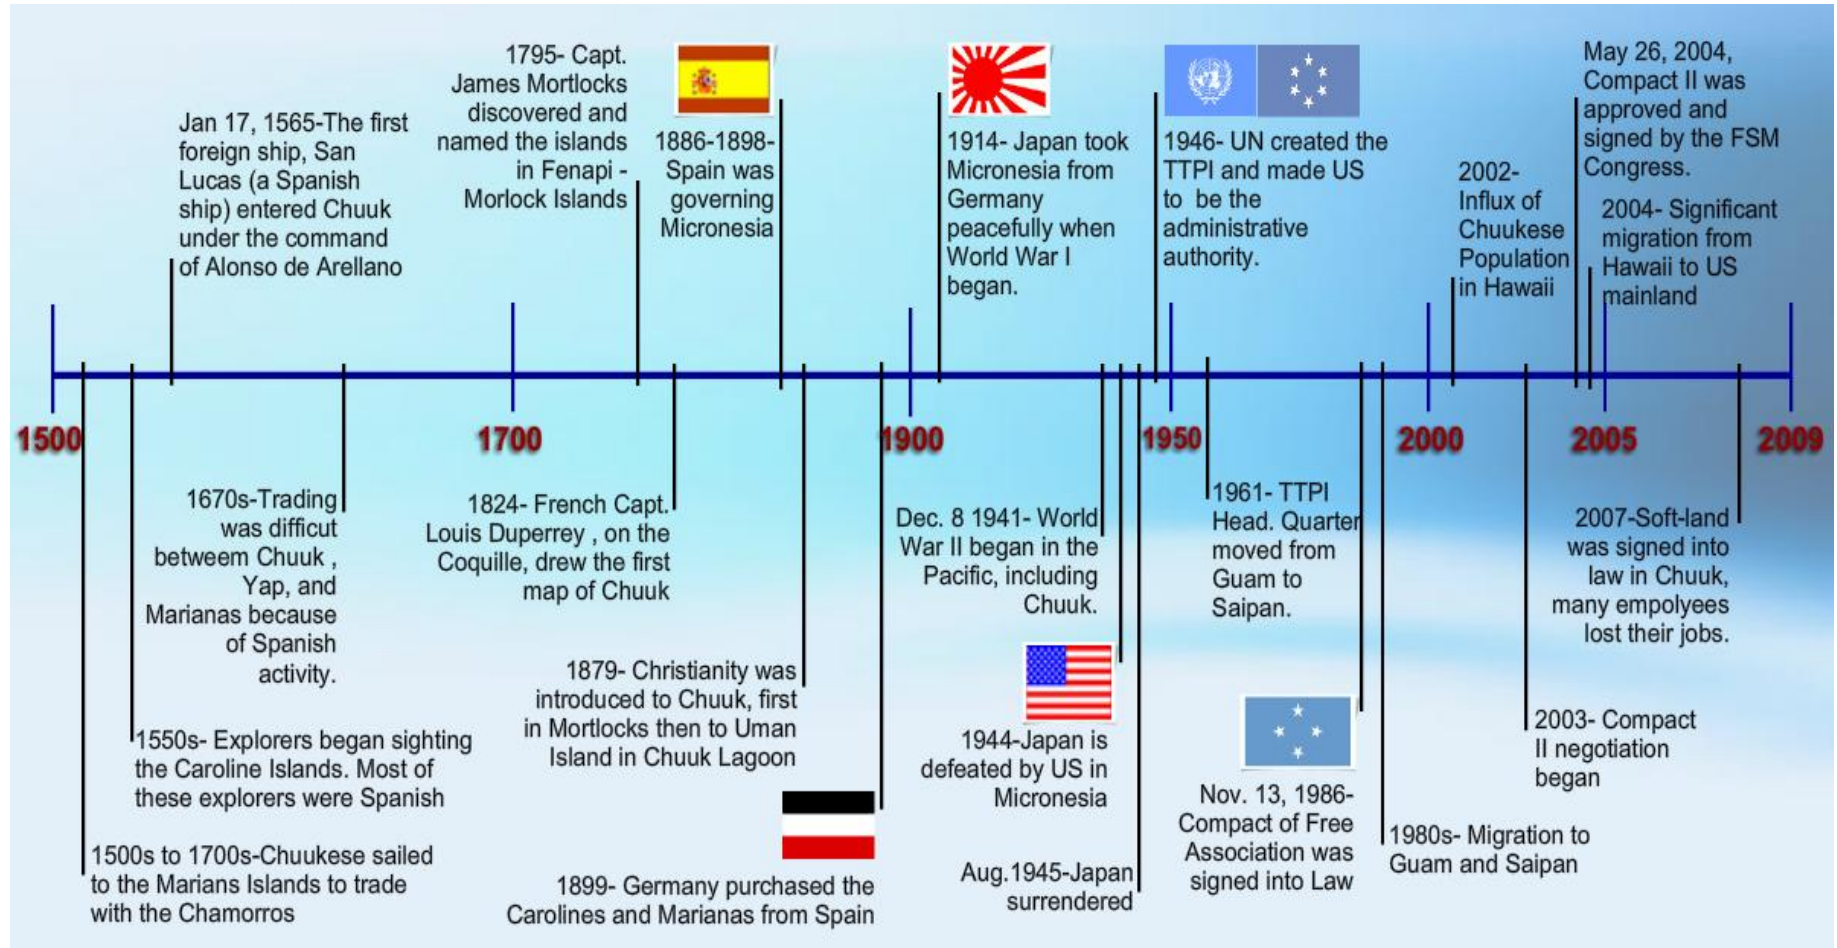 Jan 17, 1565-The first
foreign ship, San
Lucas (a Spanish
ship) entered Chuuk
under the command
of Alonso de Arellano
1795- Capt.
James Mortlocks
discovered and
named the islands
in Fenapi -
Morlock Islands
1886-1898-
Spain was
governing
Micronesia
1914- Japan took
Micronesia from
Germany
peacefully when
World War I
began.
1946- UN created the
TTPI and made US
to be the
administrative
authority.
2002-
Influx of
Chuukese
Population
in Hawaii
May 26, 2004,
Compact II was
approved and
signed by the FSM
Congress.
2004- Significant
migration from
Hawaii to US
mainland
1500
1700
1900
1950
2000
2005
2009
1670s-Trading
was difficut
betweem Chuuk ,
Yap, and
Marianas because
of Spanish
activity.
1550s- Explorers began sighting
the Caroline Islands. Most of
these explorers were Spanish
1500s to 1700s-Chuukese sailed
to the Marians Islands to trade
with the Chamorros
1824- French Capt.
Louis Duperrey , on the
Coquille, drew the first
map of Chuuk
1879- Christianity was
introduced to Chuuk, first
in Mortlocks then to Uman
Island in Chuuk Lagoon
1899- Germany purchased the
Carolines and Marianas from Spain
Dec. 8 1941- World
War II began in the
Pacific, including
Chuuk.
1944-Japan is
defeated by US in
Micronesia
Aug.1945-Japan
surrendered
1961- TTPI
Head. Quarter
moved from
Guam to
Saipan.
Nov. 13, 1986-
Compact of Free
Association was
signed into Law
1980s- Migration to
Guam and Saipan
2003- Compact
II negotiation
began
2007-Soft-land
was signed into
law in Chuuk,
many empolyees
lost their jobs.